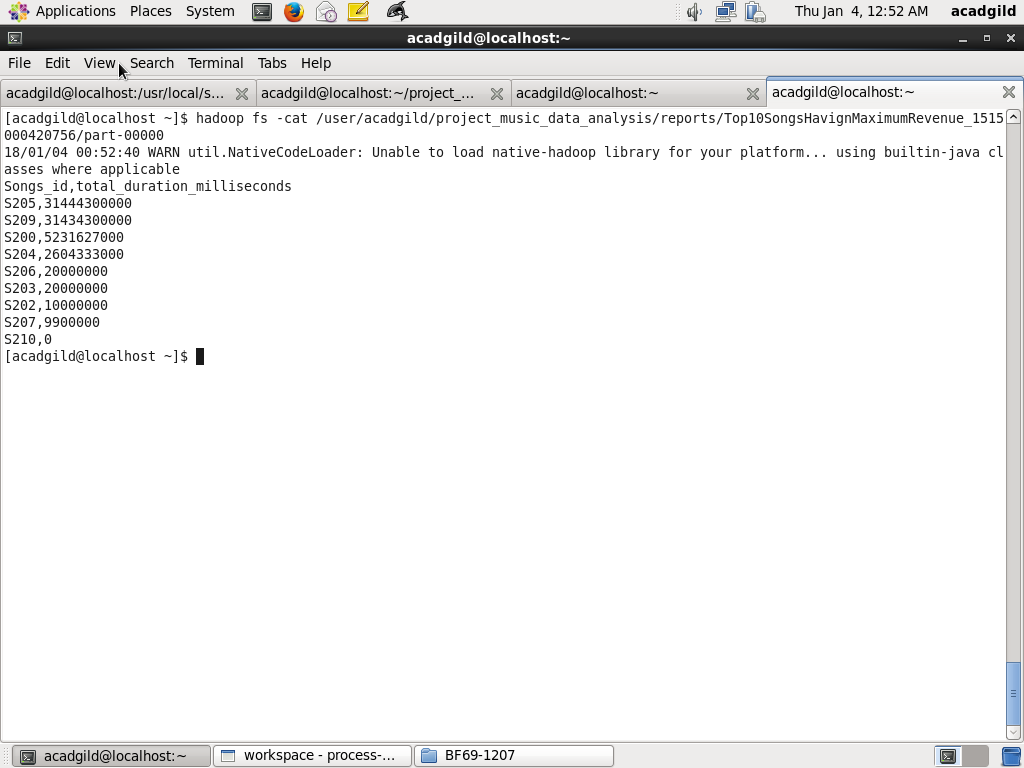 Applications Places System Thu Jan 4, 12:52 AM acadgild
acadgild@localhost:~
File Edit View Search Terminal Tabs Help
acadgild@localhost:/usr/local/s... acadgild@localhost:~/project_... acadgild@localhost:~ acadgild@localhost:~
[acadgild@localhost ~]$ hadoop fs -cat /user/acadgild/project_music_data_analysis/reports/Top10SongsHavignMaximumRevenue_1515
000420756/part-00000
18/01/04 00:52:40 WARN util.NativeCodeLoader: Unable to load native-hadoop library for your platform... using builtin-java cl
asses where applicable
Songs_id,total_duration_milliseconds
S205,31444300000
S209,31434300000
S200,5231627000
S204,2604333000
S206,20000000
S203,20000000
S202,10000000
S207,9900000
S210,0
[acadgild@localhost ~]$
acadgild@localhost:~ workspace - process-... BF69-1207